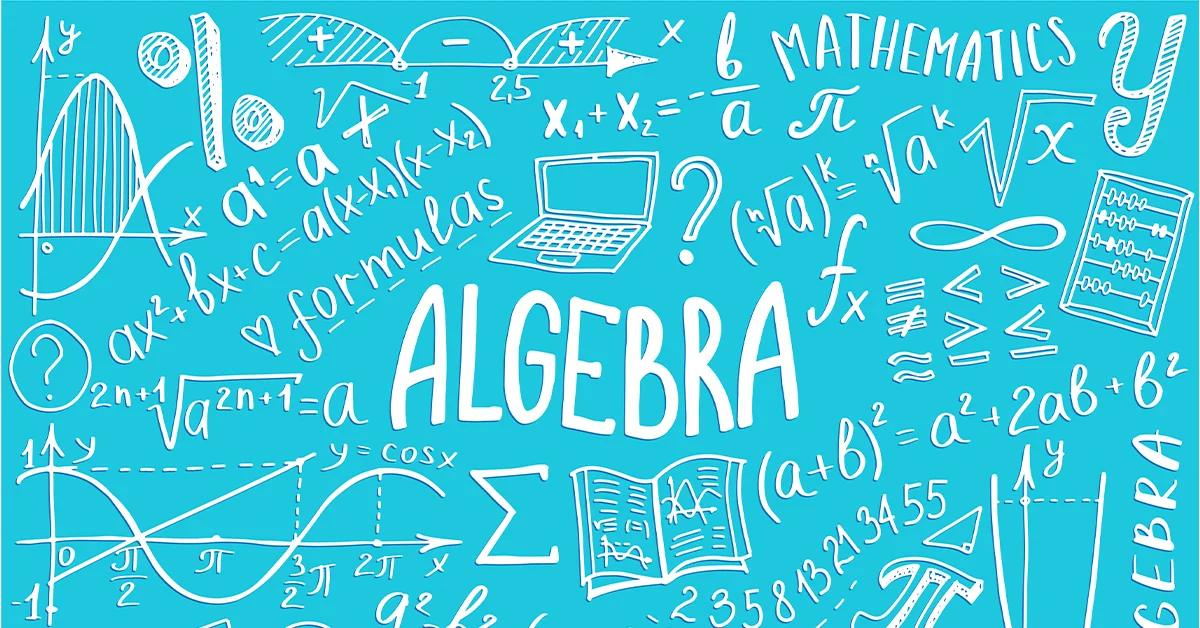 y
%
+ − +
-1 2,5 x
√x
x₁+x₂=-b/a
MATHEMATICS
π
y
a¹=a
ax²+bx+c=a(x-x₁)(x-x₂)
formulas
?
(ⁿ√a)ᵏ=ⁿ√aᵏ
√x
x
0
∞
fx
≡ < >
≢ ≥ ≤
≈
?
ALGEBRA
²ⁿ⁺¹√a²ⁿ⁺¹=a
(a+b)²=a²+2ab+b²
1 y
y=cosx
0 π/2 π 3/2π 2π x
-1
Σ
2 3 5 8 13 21 34 55
y
π
ALGEBRA